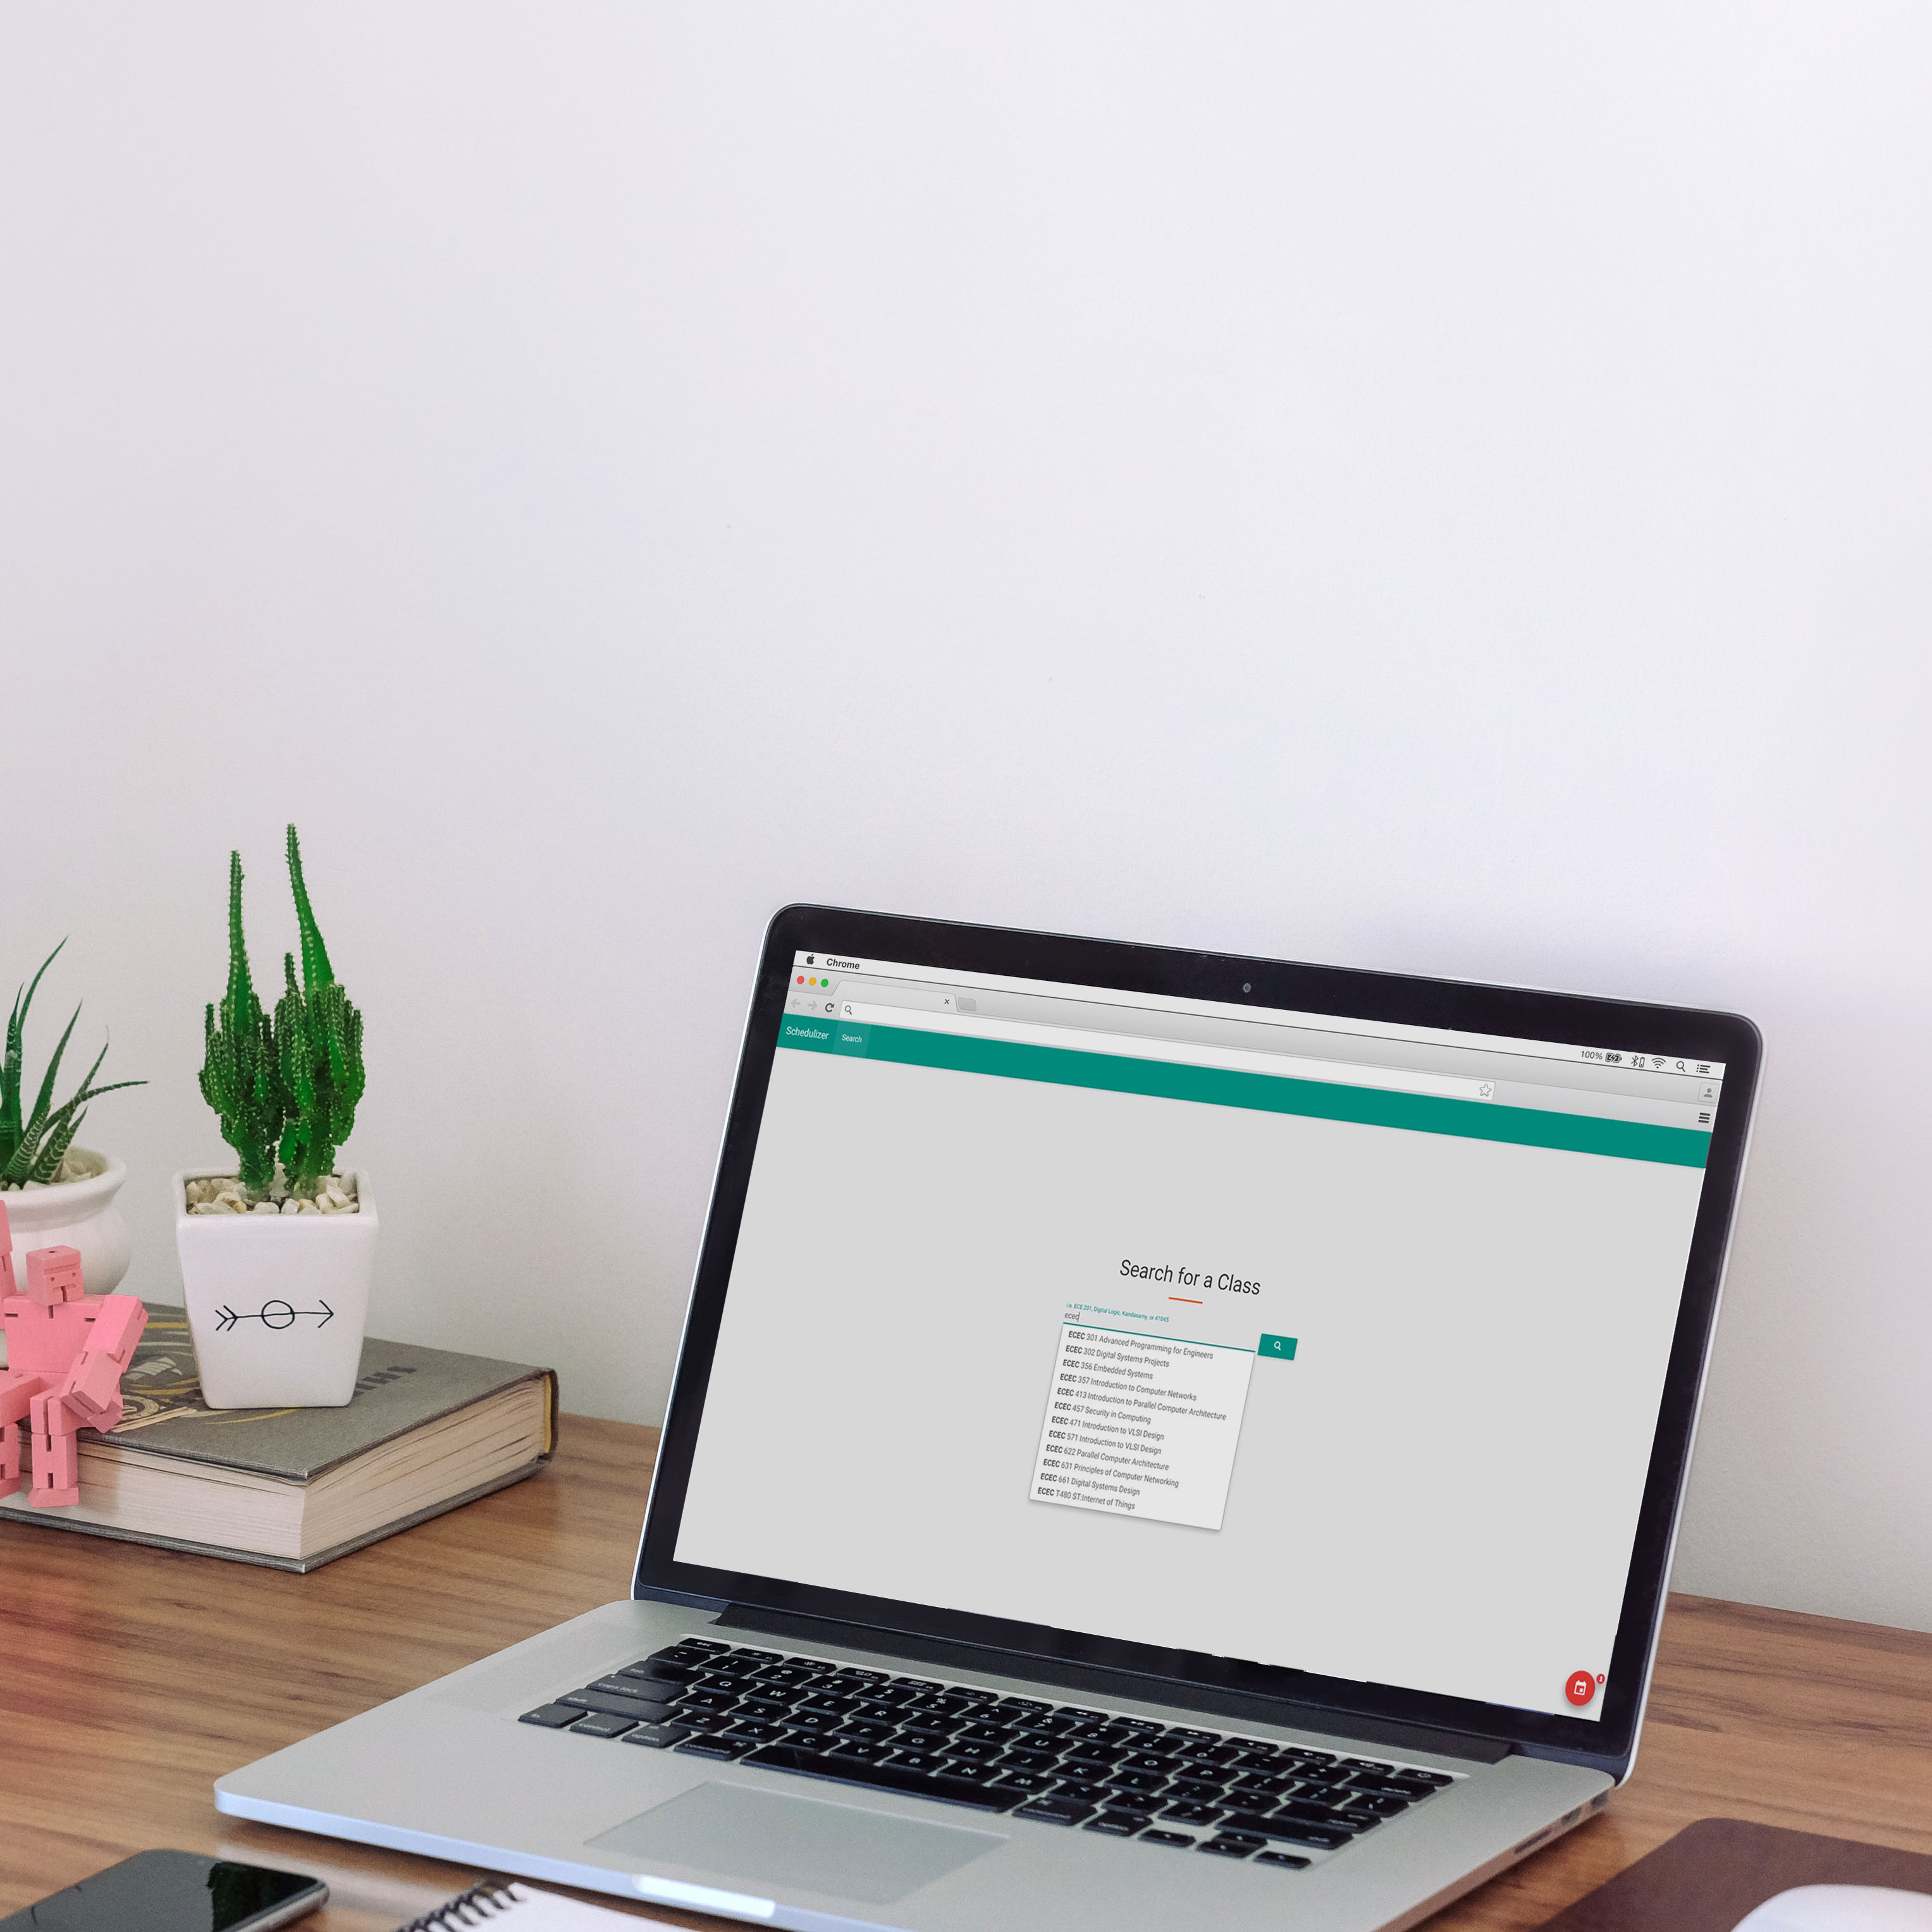 Chrome
100%
Schedulizer Search
Search for a Class
i.e. ECE 201, Digital Logic, Kandasamy, or 41045
ecec
ECEC 301 Advanced Programming for Engineers
ECEC 302 Digital Systems Projects
ECEC 356 Embedded Systems
ECEC 357 Introduction to Computer Networks
ECEC 413 Introduction to Parallel Computer Architecture
ECEC 457 Security in Computing
ECEC 471 Introduction to VLSI Design
ECEC 571 Introduction to VLSI Design
ECEC 622 Parallel Computer Architecture
ECEC 631 Principles of Computer Networking
ECEC 661 Digital Systems Design
ECEC T480 ST:Internet of Things
esc
Q W E R T Y U I O P
A S D F G H J K L
Z X C V B N M
control option command